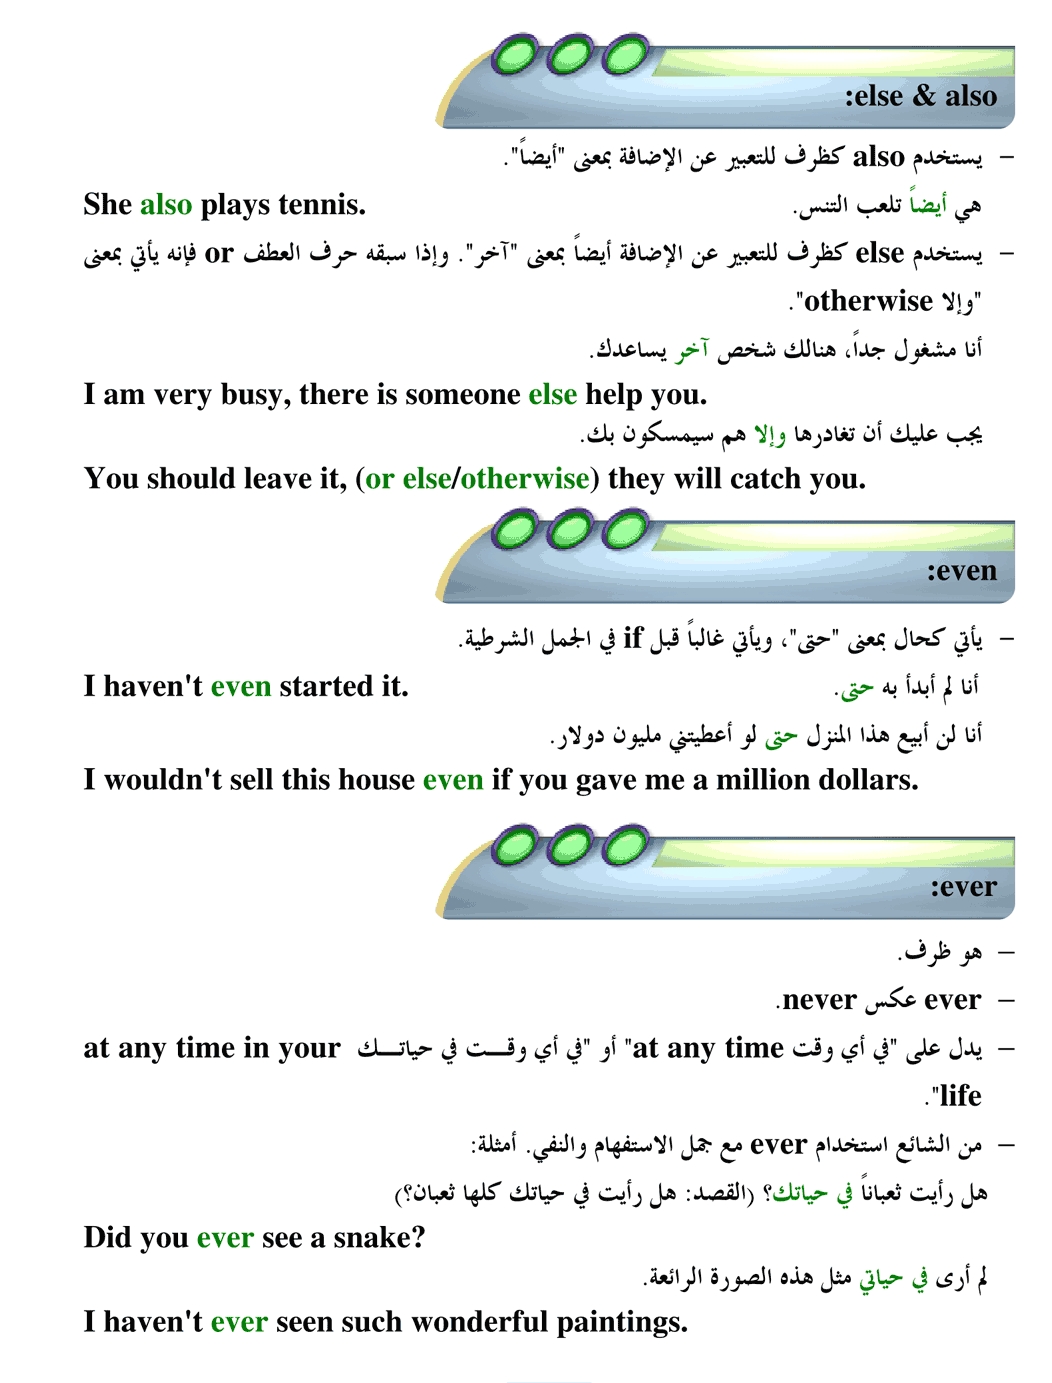 else & also:
– يستخدم also كظرف للتعبير عن الإضافة بمعنى "أيضاً".
هي أيضاً تلعب التنس. She also plays tennis.
– يستخدم else كظرف للتعبير عن الإضافة أيضاً بمعنى "آخر". وإذا سبقه حرف العطف or فإنه يأتي بمعنى
"وإلا otherwise".
أنا مشغول جداً، هنالك شخص آخر يساعدك.
I am very busy, there is someone else help you.
يجب عليك أن تغادرها وإلا هم سيمسكون بك.
You should leave it, (or else/otherwise) they will catch you.
even:
– يأتي كحال بمعنى "حتى"، ويأتي غالباً قبل if في الجمل الشرطية.
أنا لم أبدأ به حتى. I haven't even started it.
أنا لن أبيع هذا المنزل حتى لو أعطيتني مليون دولار.
I wouldn't sell this house even if you gave me a million dollars.
ever:
– هو ظرف.
– ever عكس never.
– يدل على "في أي وقت at any time" أو "في أي وقـــت في حياتـــك at any time in your
life".
– من الشائع استخدام ever مع جمل الاستفهام والنفي. أمثلة:
هل رأيت ثعباناً في حياتك؟ (القصد: هل رأيت في حياتك كلها ثعبان؟)
Did you ever see a snake?
لم أرى في حياتي مثل هذه الصورة الرائعة.
I haven't ever seen such wonderful paintings.